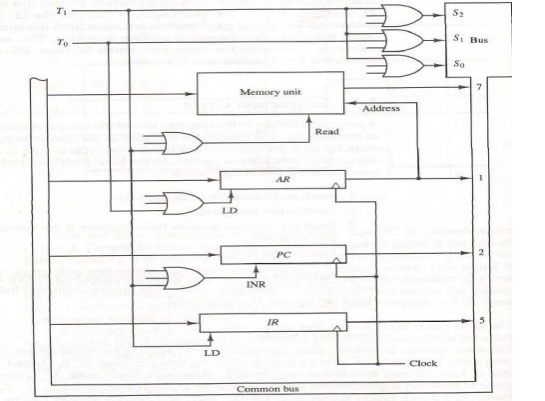 T₁
S₂
T₀
S₁ Bus
S₀
Memory unit
7
Address
Read
AR
1
LD
PC
2
INR
IR
5
LD
Clock
Common bus